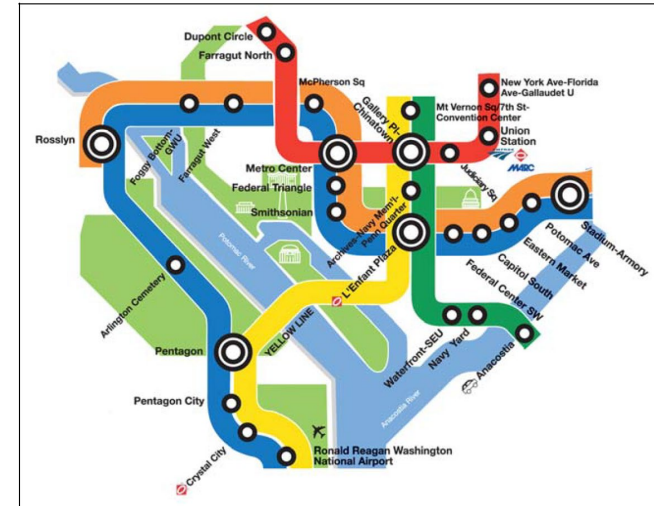 Dupont Circle
Farragut North
McPherson Sq
Gallery Pl-
Chinatown
New York Ave-Florida
Ave-Gallaudet U
Mt Vernon Sq/7th St-
Convention Center
Union
Station
MARC
Rosslyn
Foggy Bottom-
GWU
Farragut West
Metro Center
Federal Triangle
Smithsonian
Judiciary Sq
Archives-Navy Mem'l-
Penn Quarter
L'Enfant Plaza
Stadium-Armory
Potomac Ave
Eastern Market
Capitol South
Federal Center SW
Potomac River
Arlington Cemetery
YELLOW LINE
Pentagon
Waterfront-SEU
Navy Yard
Anacostia
Anacostia River
Pentagon City
Crystal City
Ronald Reagan Washington
National Airport